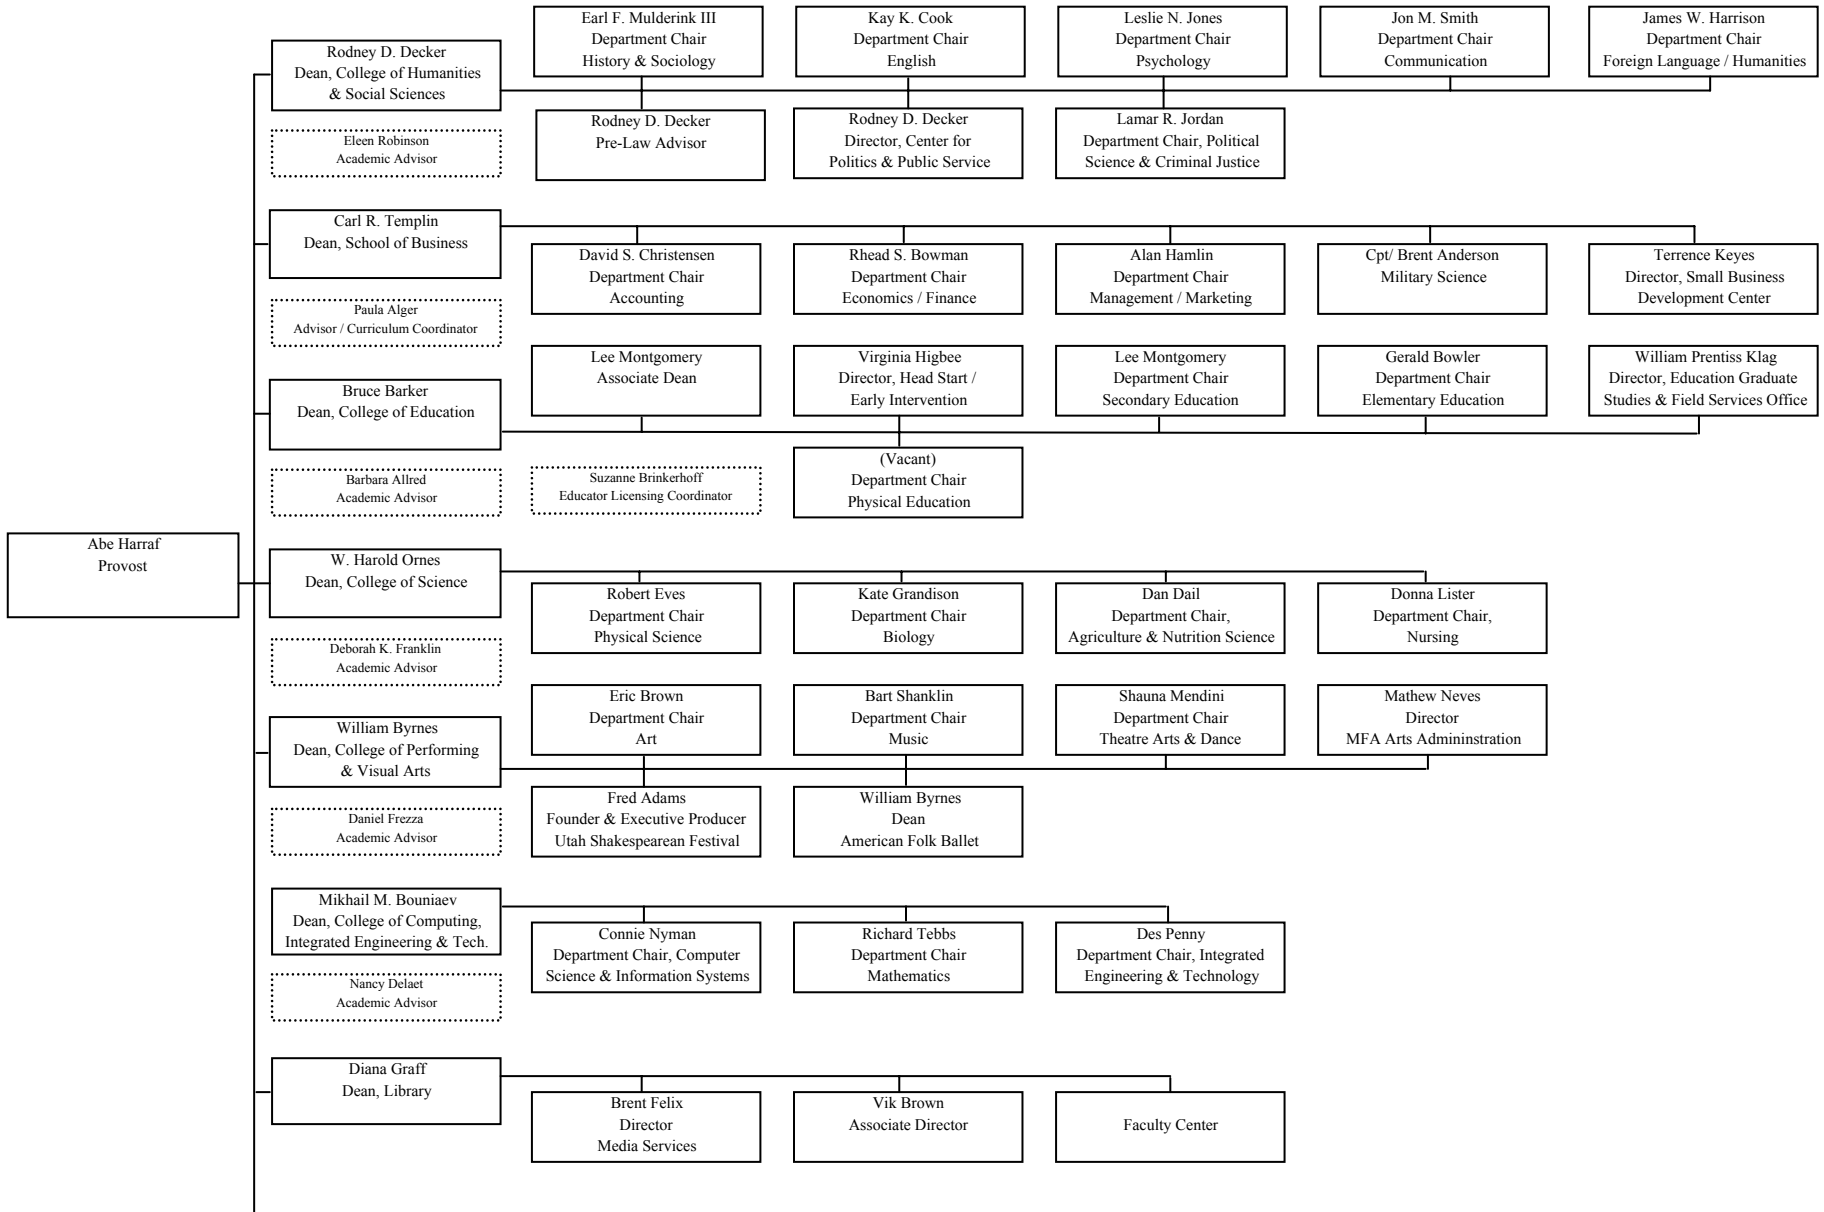 Earl F. Mulderink III
Department Chair
History & Sociology
Kay K. Cook
Department Chair
English
Leslie N. Jones
Department Chair
Psychology
Jon M. Smith
Department Chair
Communication
James W. Harrison
Department Chair
Foreign Language / Humanities
Rodney D. Decker
Dean, College of Humanities
& Social Sciences
Rodney D. Decker
Pre-Law Advisor
Rodney D. Decker
Director, Center for
Politics & Public Service
Lamar R. Jordan
Department Chair, Political
Science & Criminal Justice
Eleen Robinson
Academic Advisor
Carl R. Templin
Dean, School of Business
David S. Christensen
Department Chair
Accounting
Rhead S. Bowman
Department Chair
Economics / Finance
Alan Hamlin
Department Chair
Management / Marketing
Cpt/ Brent Anderson
Military Science
Terrence Keyes
Director, Small Business
Development Center
Paula Alger
Advisor / Curriculum Coordinator
Lee Montgomery
Associate Dean
Virginia Higbee
Director, Head Start /
Early Intervention
Lee Montgomery
Department Chair
Secondary Education
Gerald Bowler
Department Chair
Elementary Education
William Prentiss Klag
Director, Education Graduate
Studies & Field Services Office
Bruce Barker
Dean, College of Education
(Vacant)
Department Chair
Physical Education
Barbara Allred
Academic Advisor
Suzanne Brinkerhoff
Educator Licensing Coordinator
Abe Harraf
Provost
W. Harold Ornes
Dean, College of Science
Robert Eves
Department Chair
Physical Science
Kate Grandison
Department Chair
Biology
Dan Dail
Department Chair,
Agriculture & Nutrition Science
Donna Lister
Department Chair,
Nursing
Deborah K. Franklin
Academic Advisor
Eric Brown
Department Chair
Art
Bart Shanklin
Department Chair
Music
Shauna Mendini
Department Chair
Theatre Arts & Dance
Mathew Neves
Director
MFA Arts Admininstration
William Byrnes
Dean, College of Performing
& Visual Arts
Fred Adams
Founder & Executive Producer
Utah Shakespearean Festival
William Byrnes
Dean
American Folk Ballet
Daniel Frezza
Academic Advisor
Mikhail M. Bouniaev
Dean, College of Computing,
Integrated Engineering & Tech.
Connie Nyman
Department Chair, Computer
Science & Information Systems
Richard Tebbs
Department Chair
Mathematics
Des Penny
Department Chair, Integrated
Engineering & Technology
Nancy Delaet
Academic Advisor
Diana Graff
Dean, Library
Brent Felix
Director
Media Services
Vik Brown
Associate Director
Faculty Center